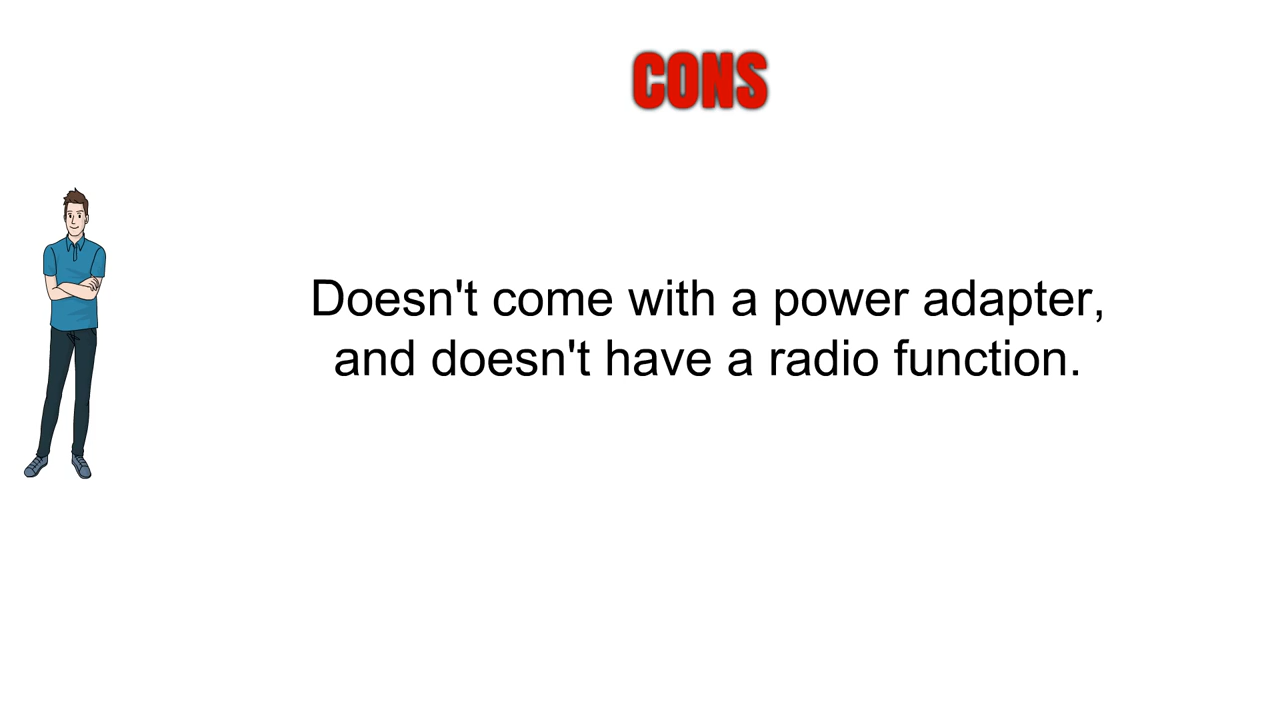 CONS
Doesn't come with a power adapter,
and doesn't have a radio function.